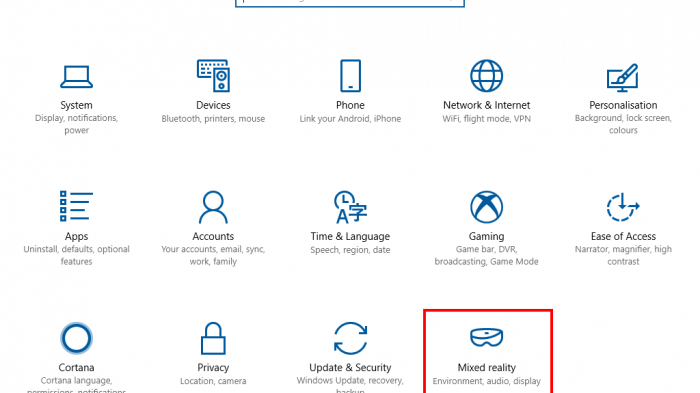 System
Display, notifications,
power
Devices
Bluetooth, printers, mouse
Phone
Link your Android, iPhone
Network & Internet
WiFi, flight mode, VPN
Personalisation
Background, lock screen,
colours
Apps
Uninstall, defaults, optional
features
Accounts
Your accounts, email, sync,
work, family
A字
Time & Language
Speech, region, date
Gaming
Game bar, DVR,
broadcasting, Game Mode
Ease of Access
Narrator, magnifier, high
contrast
Cortana
Cortana language,
permissions, notifications
Privacy
Location, camera
Update & Security
Windows Update, recovery,
backup
Mixed reality
Environment, audio, display